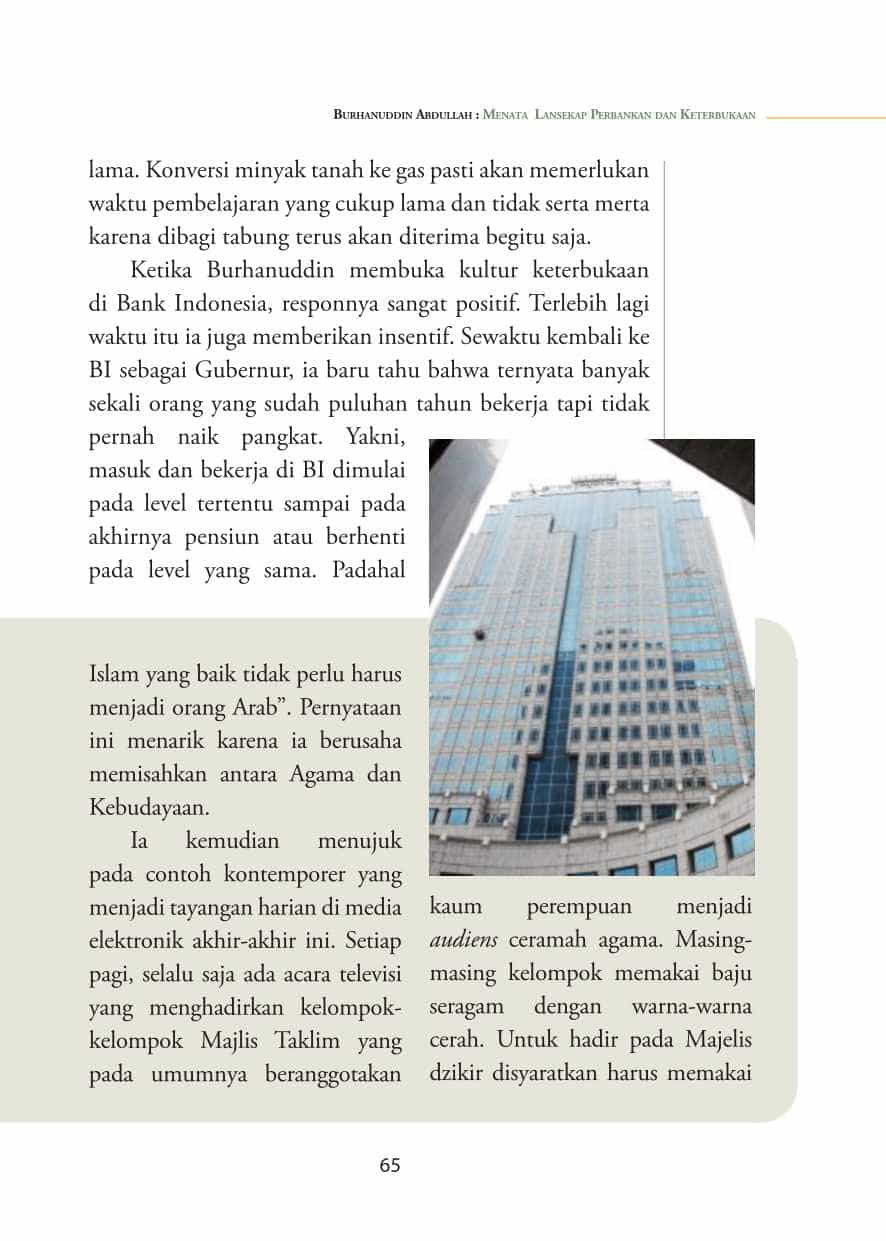 Burhanuddin Abdullah : Menata Lansekap Perbankan dan Keterbukaan
lama. Konversi minyak tanah ke gas pasti akan memerlukan
waktu pembelajaran yang cukup lama dan tidak serta merta
karena dibagi tabung terus akan diterima begitu saja.
Ketika Burhanuddin membuka kultur keterbukaan
di Bank Indonesia, responnya sangat positif. Terlebih lagi
waktu itu ia juga memberikan insentif. Sewaktu kembali ke
BI sebagai Gubernur, ia baru tahu bahwa ternyata banyak
sekali orang yang sudah puluhan tahun bekerja tapi tidak
pernah naik pangkat. Yakni,
masuk dan bekerja di BI dimulai
pada level tertentu sampai pada
akhirnya pensiun atau berhenti
pada level yang sama. Padahal
Islam yang baik tidak perlu harus
menjadi orang Arab”. Pernyataan
ini menarik karena ia berusaha
memisahkan antara Agama dan
Kebudayaan.
Ia kemudian menujuk
pada contoh kontemporer yang
menjadi tayangan harian di media
elektronik akhir-akhir ini. Setiap
pagi, selalu saja ada acara televisi
yang menghadirkan kelompok-
kelompok Majlis Taklim yang
pada umumnya beranggotakan
kaum perempuan menjadi
audiens ceramah agama. Masing-
masing kelompok memakai baju
seragam dengan warna-warna
cerah. Untuk hadir pada Majelis
dzikir disyaratkan harus memakai
65